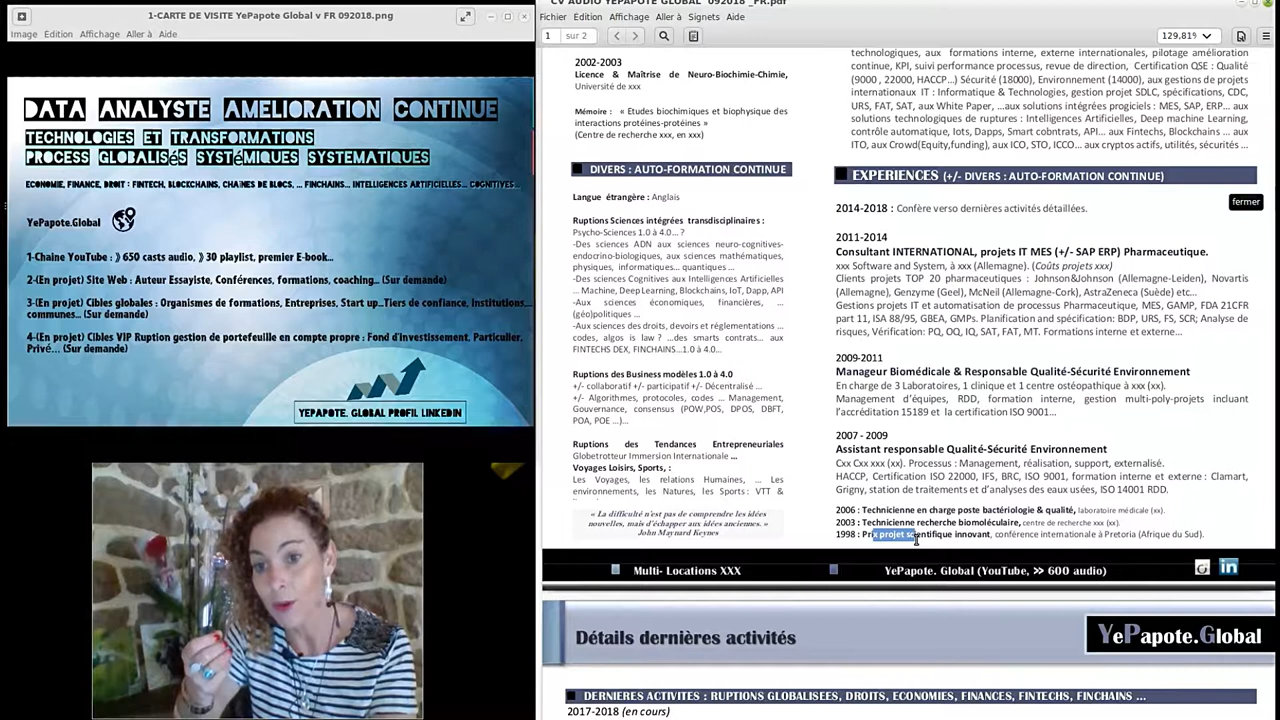 1-CARTE DE VISITE YePapote Global v FR 092018.png
Image Edition Affichage Aller à Aide
DATA ANALYSTE AMELIORATION CONTINUE
TECHNOLOGIES ET TRANSFORMATIONS
PROCESS GLOBALISéS SYSTéMIQUES SYSTEMATIQUES
ECONOMIE, FINANCE, DROIT : FINTECH, BLOCKCHAINS, CHAINES DE BLOCS, ... FINCHAINS... INTELLIGENCES ARTIFICIELLES... COGNITIVES...
YePapote.Global
1-Chaine YouTube : » 650 casts audio, » 30 playlist, premier E-book...
2-(En projet) Site Web : Auteur Essayiste, Conférences, formations, coaching... (Sur demande)
3-(En projet) Cibles globales : Organismes de formations, Entreprises, Start up...Tiers de confiance, Institutions...
communes... (Sur demande)
4-(En projet) Cibles VIP Ruption gestion de portefeuille en compte propre : Fond d'Investissement, Particulier,
Privé... (Sur demande)
YEPAPOTE. GLOBAL PROFIL LINKEDIN
CV AUDIO YEPAPOTE GLOBAL 092018 _FR.pdf
Fichier Edition Affichage Aller à Signets Aide
1 sur 2 129,81%
2002-2003
Licence & Maîtrise de Neuro-Biochimie-Chimie,
Université de xxx
Mémoire : « Etudes biochimiques et biophysique des
interactions protéines-protéines »
(Centre de recherche xxx, en xxx)
DIVERS : AUTO-FORMATION CONTINUE
Langue étrangère : Anglais
Ruptions Sciences intégrées transdisciplinaires :
Psycho-Sciences 1.0 à 4.0... ?
-Des sciences ADN aux sciences neuro-cognitives-
endocrino-biologiques, aux sciences mathématiques,
physiques, informatiques... quantiques ...
-Des sciences Cognitives aux Intelligences Artificielles
... Machine, Deep Learning, Blockchains, IoT, Dapp, API
-Aux sciences économiques, financières, ...
(géo)politiques ...
-Aux sciences des droits, devoirs et réglementations ...
codes, algos is law ? ...des smarts contrats... aux
FINTECHS DEX, FINCHAINS...1.0 à 4.0...
Ruptions des Business modèles 1.0 à 4.0
+/- collaboratif +/- participatif +/- Décentralisé ...
+/- Algorithmes, protocoles, codes ... Management,
Gouvernance, consensus (POW,POS, DPOS, DBFT,
POA, POE ...)...
Ruptions des Tendances Entrepreneuriales
Globetrotteur Immersion Internationale ...
Voyages Loisirs, Sports, :
Les Voyages, les relations Humaines, ... Les
environnements, les Natures, les Sports : VTT &
« La difficulté n'est pas de comprendre les idées
nouvelles, mais d'échapper aux idées anciennes. »
John Maynard Keynes
technologiques, aux formations interne, externe internationales, pilotage amélioration
continue, KPI, suivi performance processus, revue de direction, Certification QSE : Qualité
(9000 , 22000, HACCP...) Sécurité (18000), Environnement (14000), aux gestions de projets
internationaux IT : Informatique & Technologies, gestion projet SDLC, spécifications, CDC,
URS, FAT, SAT, aux White Paper, ...aux solutions intégrées progiciels : MES, SAP, ERP... aux
solutions technologiques de ruptures : Intelligences Artificielles, Deep machine Learning,
contrôle automatique, Iots, Dapps, Smart cobntrats, API... aux Fintechs, Blockchains ... aux
ITO, aux Crowd(Equity,funding), aux ICO, STO, ICCO... aux cryptos actifs, utilités, sécurités ...
EXPERIENCES (+/- DIVERS : AUTO-FORMATION CONTINUE)
fermer
2014-2018 : Confère verso dernières activités détaillées.
2011-2014
Consultant INTERNATIONAL, projets IT MES (+/- SAP ERP) Pharmaceutique.
xxx Software and System, à xxx (Allemagne). (Coûts projets xxx)
Clients projets TOP 20 pharmaceutiques : Johnson&Johnson (Allemagne-Leiden), Novartis
(Allemagne), Genzyme (Geel), McNeil (Allemagne-Cork), AstraZeneca (Suède) etc...
Gestions projets IT et automatisation de processus Pharmaceutique, MES, GAMP, FDA 21CFR
part 11, ISA 88/95, GBEA, GMPs. Planification and spécification: BDP, URS, FS, SCR; Analyse de
risques, Vérification: PQ, OQ, IQ, SAT, FAT, MT. Formations interne et externe...
2009-2011
Manageur Biomédicale & Responsable Qualité-Sécurité Environnement
En charge de 3 Laboratoires, 1 clinique et 1 centre ostéopathique à xxx (xx).
Management d'équipes, RDD, formation interne, gestion multi-poly-projets incluant
l'accréditation 15189 et la certification ISO 9001...
2007 - 2009
Assistant responsable Qualité-Sécurité Environnement
Cxx Cxx xxx (xx). Processus : Management, réalisation, support, externalisé.
HACCP, Certification ISO 22000, IFS, BRC, ISO 9001, formation interne et externe : Clamart,
Grigny, station de traitements et d'analyses des eaux usées, ISO 14001 RDD.
2006 : Technicienne en charge poste bactériologie & qualité, laboratoire médicale (xx).
2003 : Technicienne recherche biomoléculaire, centre de recherche xxx (xx).
1998 : Prix projet scientifique innovant, conférence internationale à Pretoria (Afrique du Sud).
Multi- Locations XXX
YePapote. Global (YouTube, >> 600 audio)
in
Détails dernières activités
YePapote.Global
DERNIERES ACTIVITES : RUPTIONS GLOBALISEES, DROITS, ECONOMIES, FINANCES, FINTECHS, FINCHAINS ...
2017-2018 (en cours)